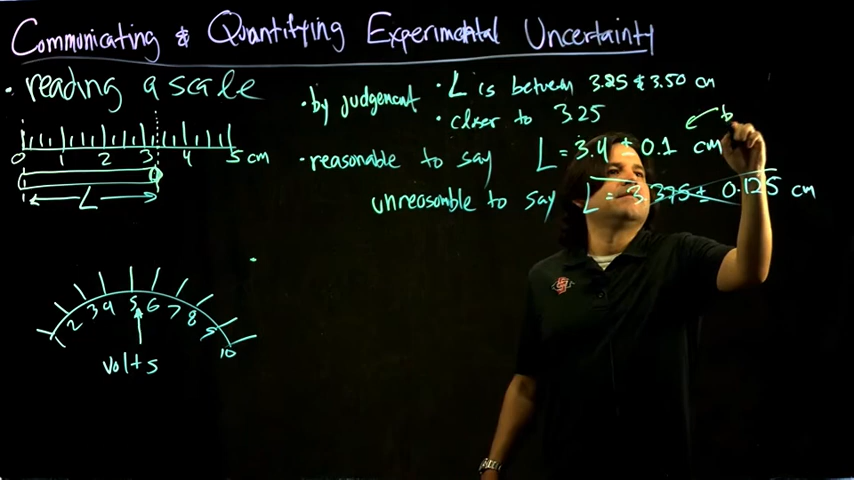 Communicating & Quantifying Experimental Uncertainty
• reading a scale
• by judgement • L is between 3.25 & 3.50 cm
• closer to 3.25
• reasonable to say L = 3.4 ± 0.1 cm
b
unreasonable to say L = 3.375 ± 0.125 cm
0 1 2 3 4 5 cm
L
1 2 3 4 5 6 7 8 9 10
volts